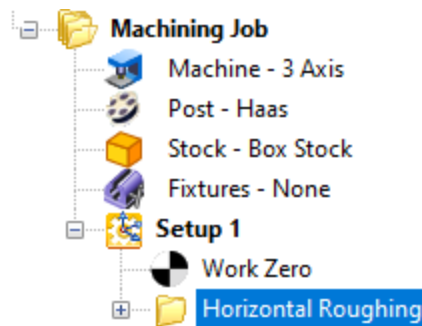 Machining Job
Machine - 3 Axis
Post - Haas
Stock - Box Stock
Fixtures - None
Setup 1
Work Zero
Horizontal Roughing